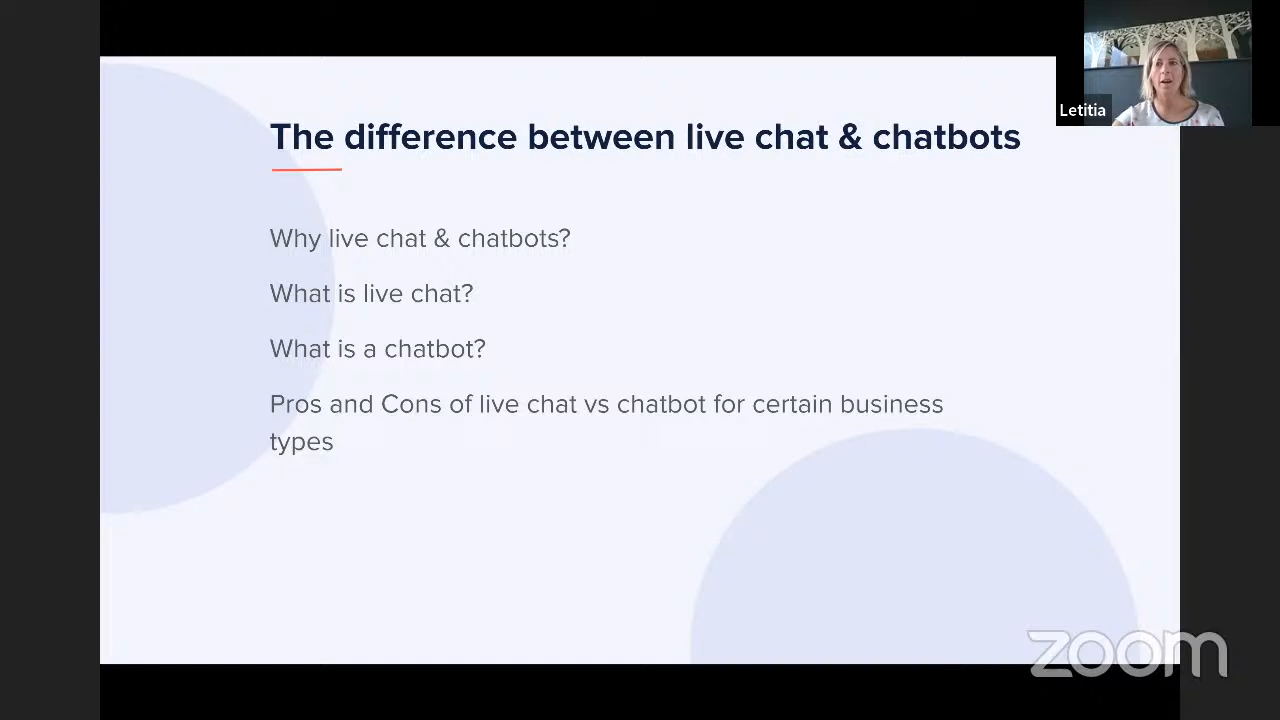 The difference between live chat & chatbots
Letitia
Why live chat & chatbots?
What is live chat?
What is a chatbot?
Pros and Cons of live chat vs chatbot for certain business
types
zoom